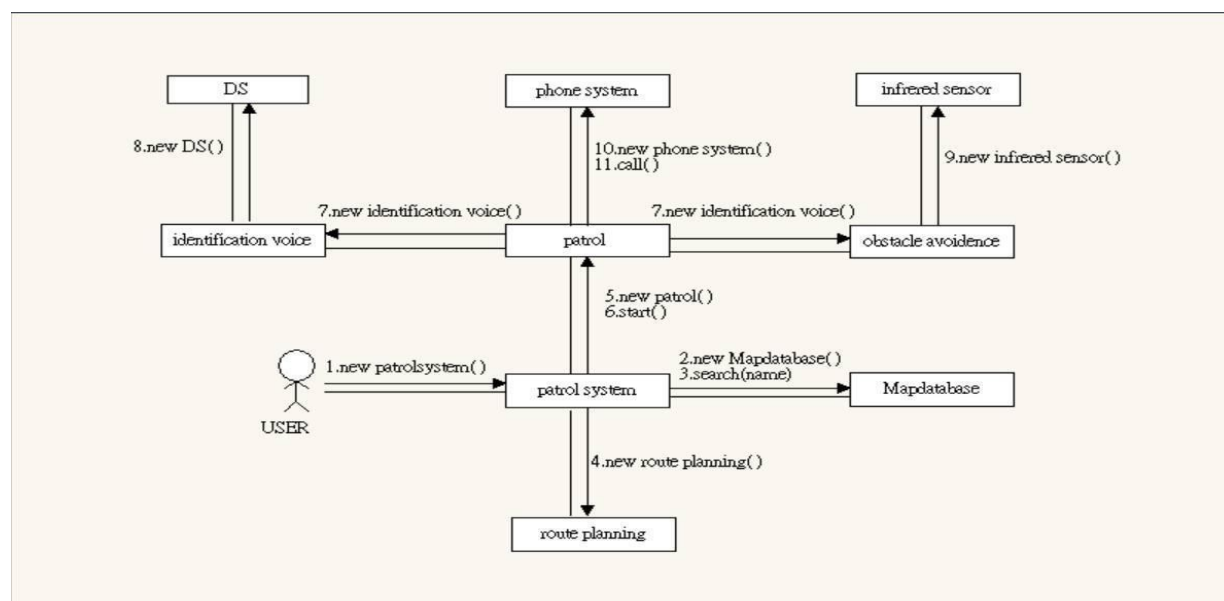 DS
phone system
infrered sensor
8.new DS( )
10.new phone system( )
11.call( )
9.new infrered sensor( )
7.new identification voice( )
7.new identification voice( )
identification voice
patrol
obstacle avoidence
5.new patrol( )
6.start( )
1.new patrolsystem( )
2.new Mapdatabase( )
3.search(name)
patrol system
Mapdatabase
USER
4.new route planning( )
route planning